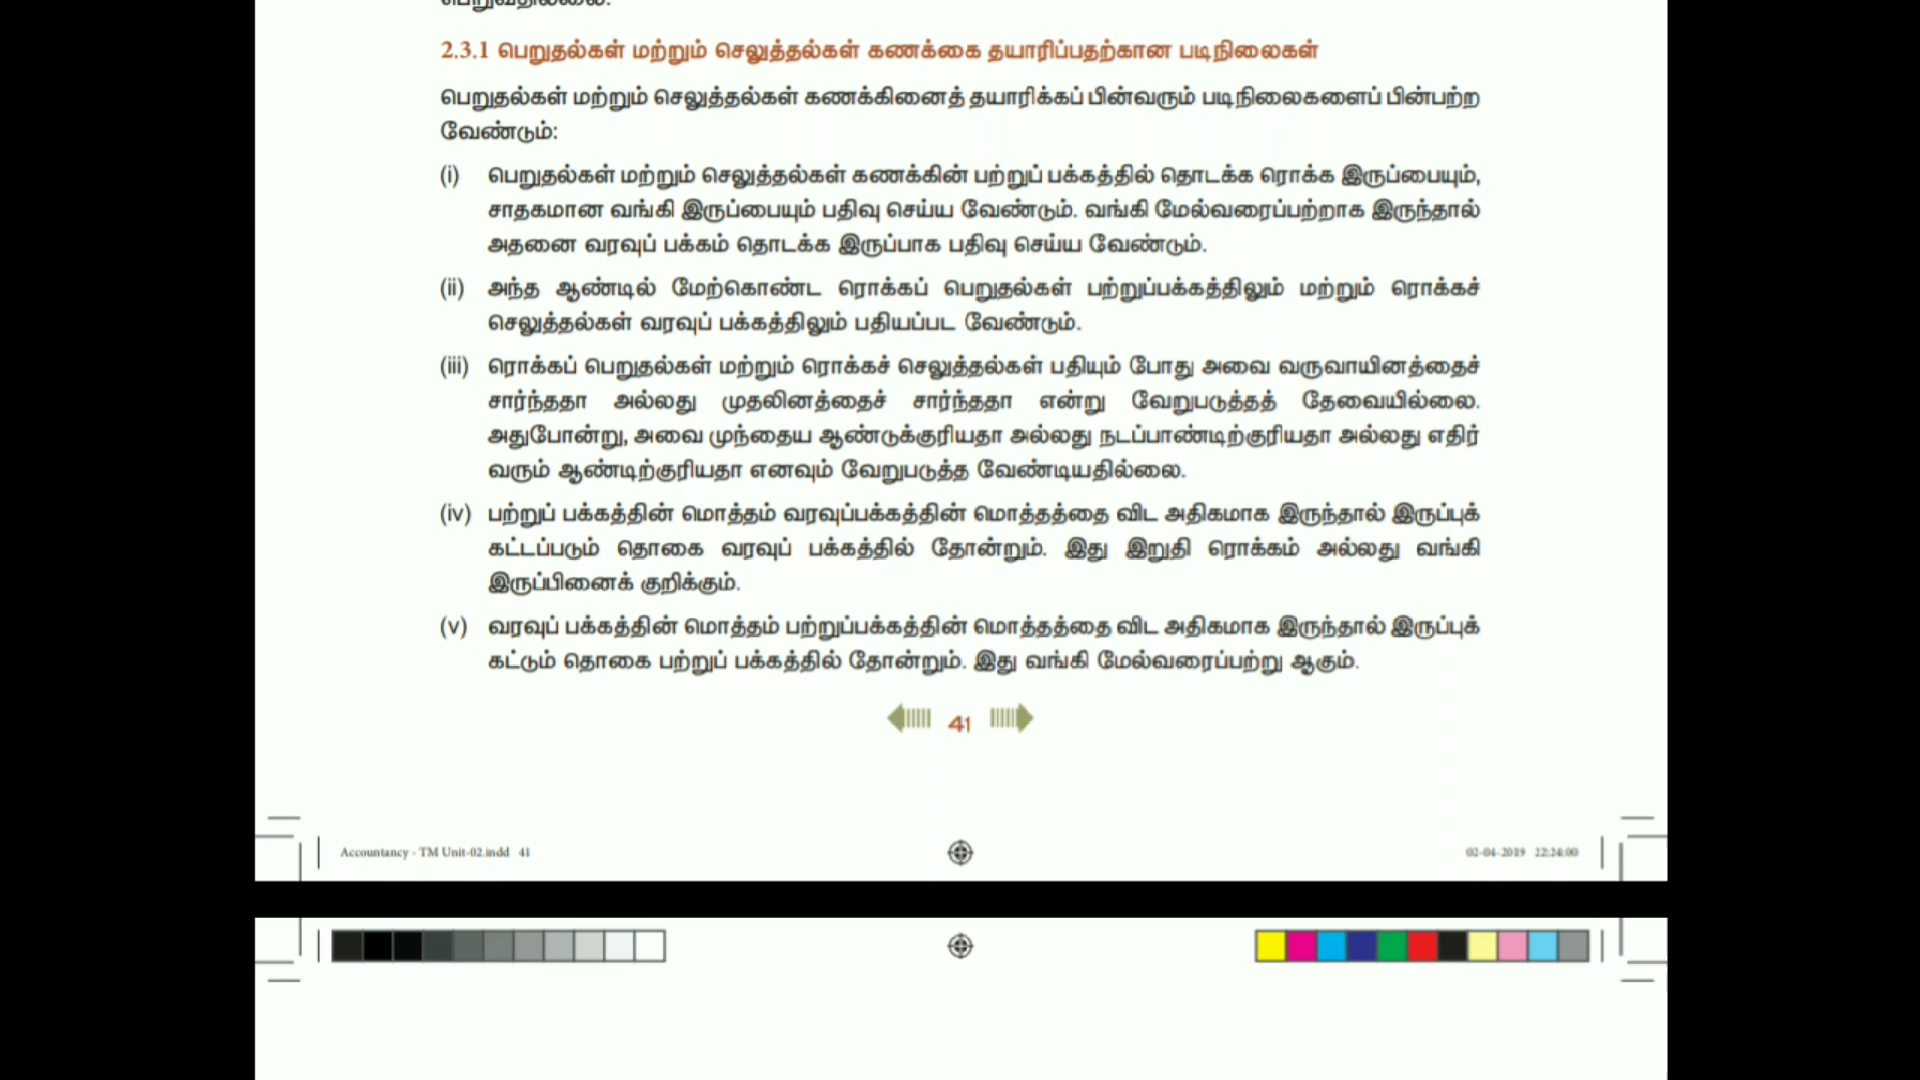 பெறுவதில்லை.
2.3.1 பெறுதல்கள் மற்றும் செலுத்தல்கள் கணக்கை தயாரிப்பதற்கான படிநிலைகள்
பெறுதல்கள் மற்றும் செலுத்தல்கள் கணக்கினைத் தயாரிக்கப் பின்வரும் படிநிலைகளைப் பின்பற்ற
வேண்டும்:
(i) பெறுதல்கள் மற்றும் செலுத்தல்கள் கணக்கின் பற்றுப் பக்கத்தில் தொடக்க ரொக்க இருப்பையும்,
சாதகமான வங்கி இருப்பையும் பதிவு செய்ய வேண்டும். வங்கி மேல்வரைப்பற்றாக இருந்தால்
அதனை வரவுப் பக்கம் தொடக்க இருப்பாக பதிவு செய்ய வேண்டும்.
(ii) அந்த ஆண்டில் மேற்கொண்ட ரொக்கப் பெறுதல்கள் பற்றுப்பக்கத்திலும் மற்றும் ரொக்கச்
செலுத்தல்கள் வரவுப் பக்கத்திலும் பதியப்பட வேண்டும்.
(iii) ரொக்கப் பெறுதல்கள் மற்றும் ரொக்கச் செலுத்தல்கள் பதியும் போது அவை வருவாயினத்தைச்
சார்ந்ததா அல்லது முதலினத்தைச் சார்ந்ததா என்று வேறுபடுத்தத் தேவையில்லை.
அதுபோன்று, அவை முந்தைய ஆண்டுக்குரியதா அல்லது நடப்பாண்டிற்குரியதா அல்லது எதிர்
வரும் ஆண்டிற்குரியதா எனவும் வேறுபடுத்த வேண்டியதில்லை.
(iv) பற்றுப் பக்கத்தின் மொத்தம் வரவுப்பக்கத்தின் மொத்தத்தை விட அதிகமாக இருந்தால் இருப்புக்
கட்டப்படும் தொகை வரவுப் பக்கத்தில் தோன்றும். இது இறுதி ரொக்கம் அல்லது வங்கி
இருப்பினைக் குறிக்கும்.
(v) வரவுப் பக்கத்தின் மொத்தம் பற்றுப்பக்கத்தின் மொத்தத்தை விட அதிகமாக இருந்தால் இருப்புக்
கட்டும் தொகை பற்றுப் பக்கத்தில் தோன்றும். இது வங்கி மேல்வரைப்பற்று ஆகும்.
41
Accountancy - TM Unit-02.indd 41
02-04-2019 22:24:00